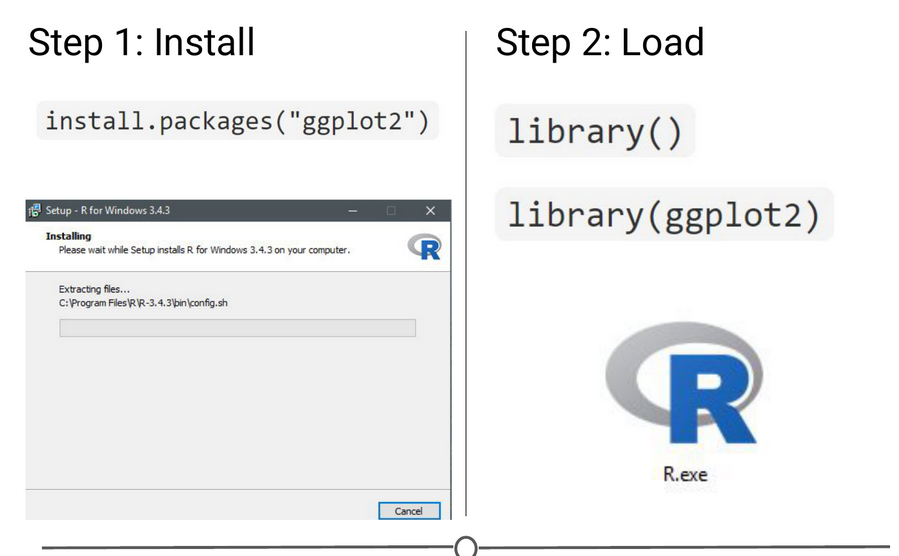 Step 1: Install
install.packages("ggplot2")
Setup - R for Windows 3.4.3
Installing
Please wait while Setup installs R for Windows 3.4.3 on your computer.
R
Extracting files...
C:\Program Files\R\R-3.4.3\bin\config.sh
Cancel
Step 2: Load
library()
library(ggplot2)
R
R.exe